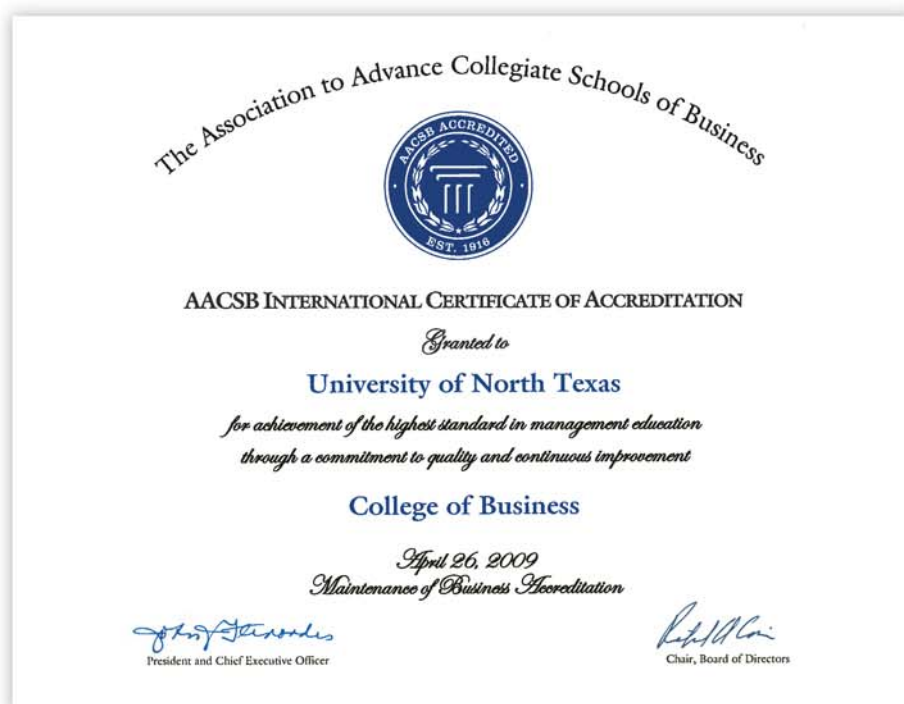 The Association to Advance Collegiate Schools of Business
AACSB ACCREDITED
EST. 1916
AACSB INTERNATIONAL CERTIFICATE OF ACCREDITATION
Granted to
University of North Texas
for achievement of the highest standard in management education
through a commitment to quality and continuous improvement
College of Business
April 26, 2009
Maintenance of Business Accreditation
John J Fernandes
President and Chief Executive Officer
Chair, Board of Directors